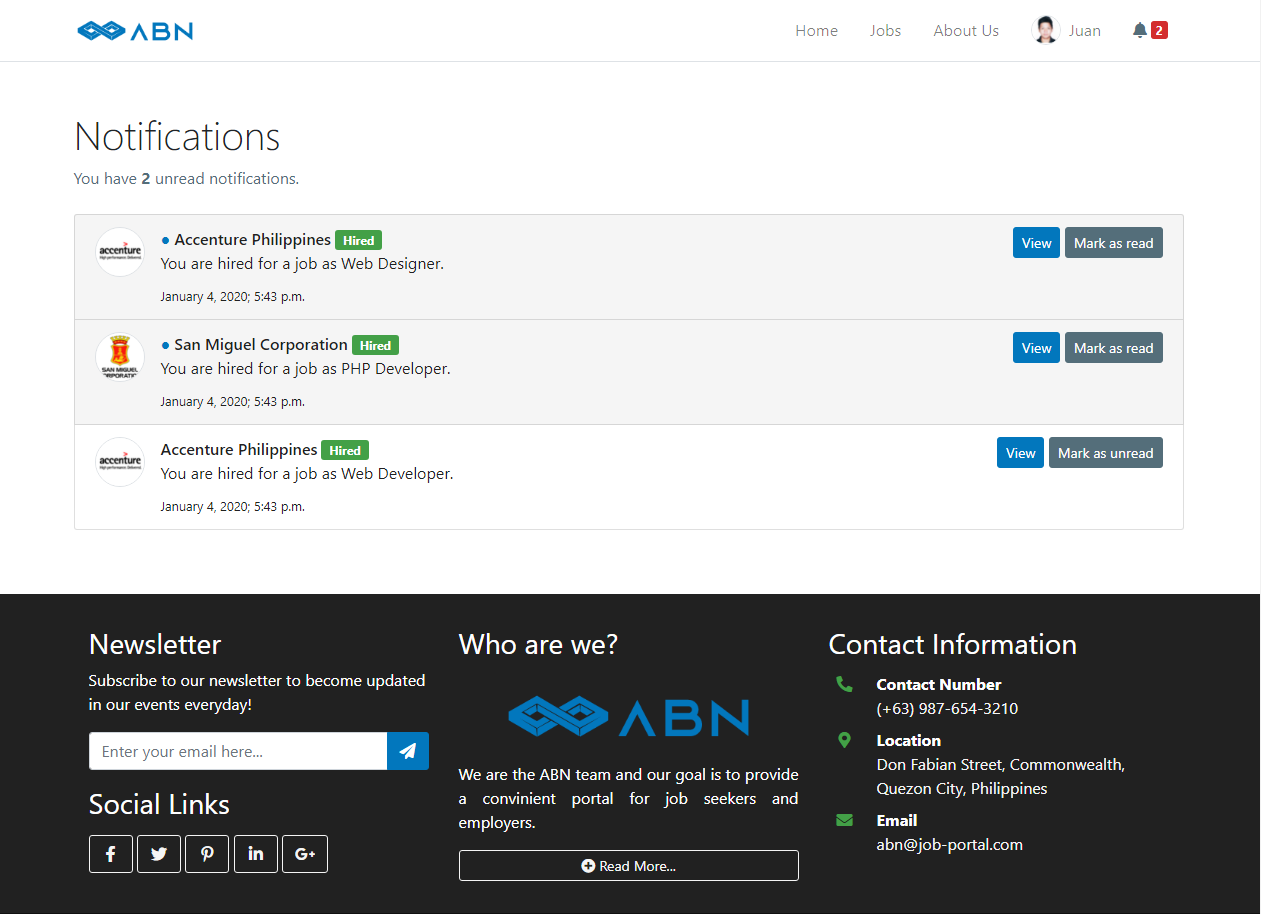 ABN
Home Jobs About Us Juan 2
Notifications
You have 2 unread notifications.
accenture
Accenture Philippines Hired
You are hired for a job as Web Designer.
January 4, 2020; 5:43 p.m.
View Mark as read
SAN MIGUEL
San Miguel Corporation Hired
You are hired for a job as PHP Developer.
January 4, 2020; 5:43 p.m.
View Mark as read
accenture
Accenture Philippines Hired
You are hired for a job as Web Developer.
January 4, 2020; 5:43 p.m.
View Mark as unread
Newsletter
Subscribe to our newsletter to become updated
in our events everyday!
Enter your email here...
Social Links
f
in
G+
Who are we?
ABN
We are the ABN team and our goal is to provide
a convinient portal for job seekers and
employers.
Read More...
Contact Information
Contact Number
(+63) 987-654-3210
Location
Don Fabian Street, Commonwealth,
Quezon City, Philippines
Email
abn@job-portal.com